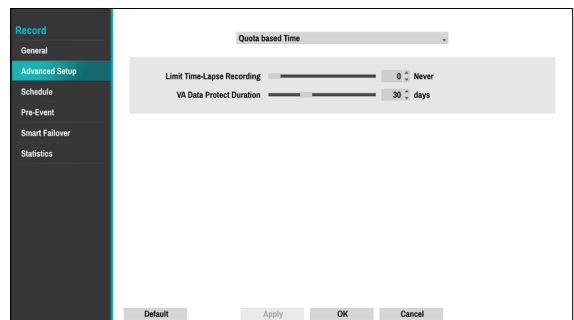 Record
General
Advanced Setup
Schedule
Pre-Event
Smart Failover
Statistics
Quota based Time
Limit Time-Lapse Recording 0 Never
VA Data Protect Duration 30 days
Default Apply OK Cancel